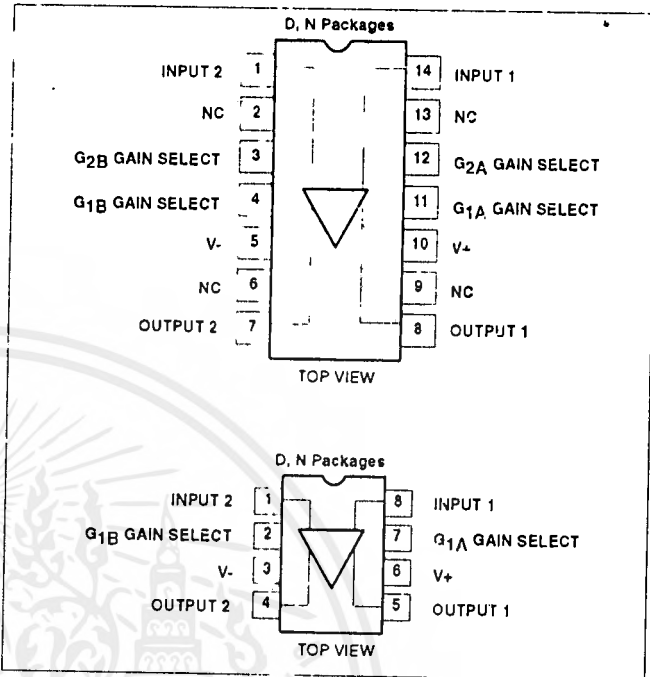 D, N Packages
INPUT 2 1 14 INPUT 1
NC 2 13 NC
G2B GAIN SELECT 3 12 G2A GAIN SELECT
G1B GAIN SELECT 4 11 G1A GAIN SELECT
V- 5 10 V+
NC 6 9 NC
OUTPUT 2 7 8 OUTPUT 1
TOP VIEW
D, N Packages
INPUT 2 1 8 INPUT 1
G1B GAIN SELECT 2 7 G1A GAIN SELECT
V- 3 6 V+
OUTPUT 2 4 5 OUTPUT 1
TOP VIEW